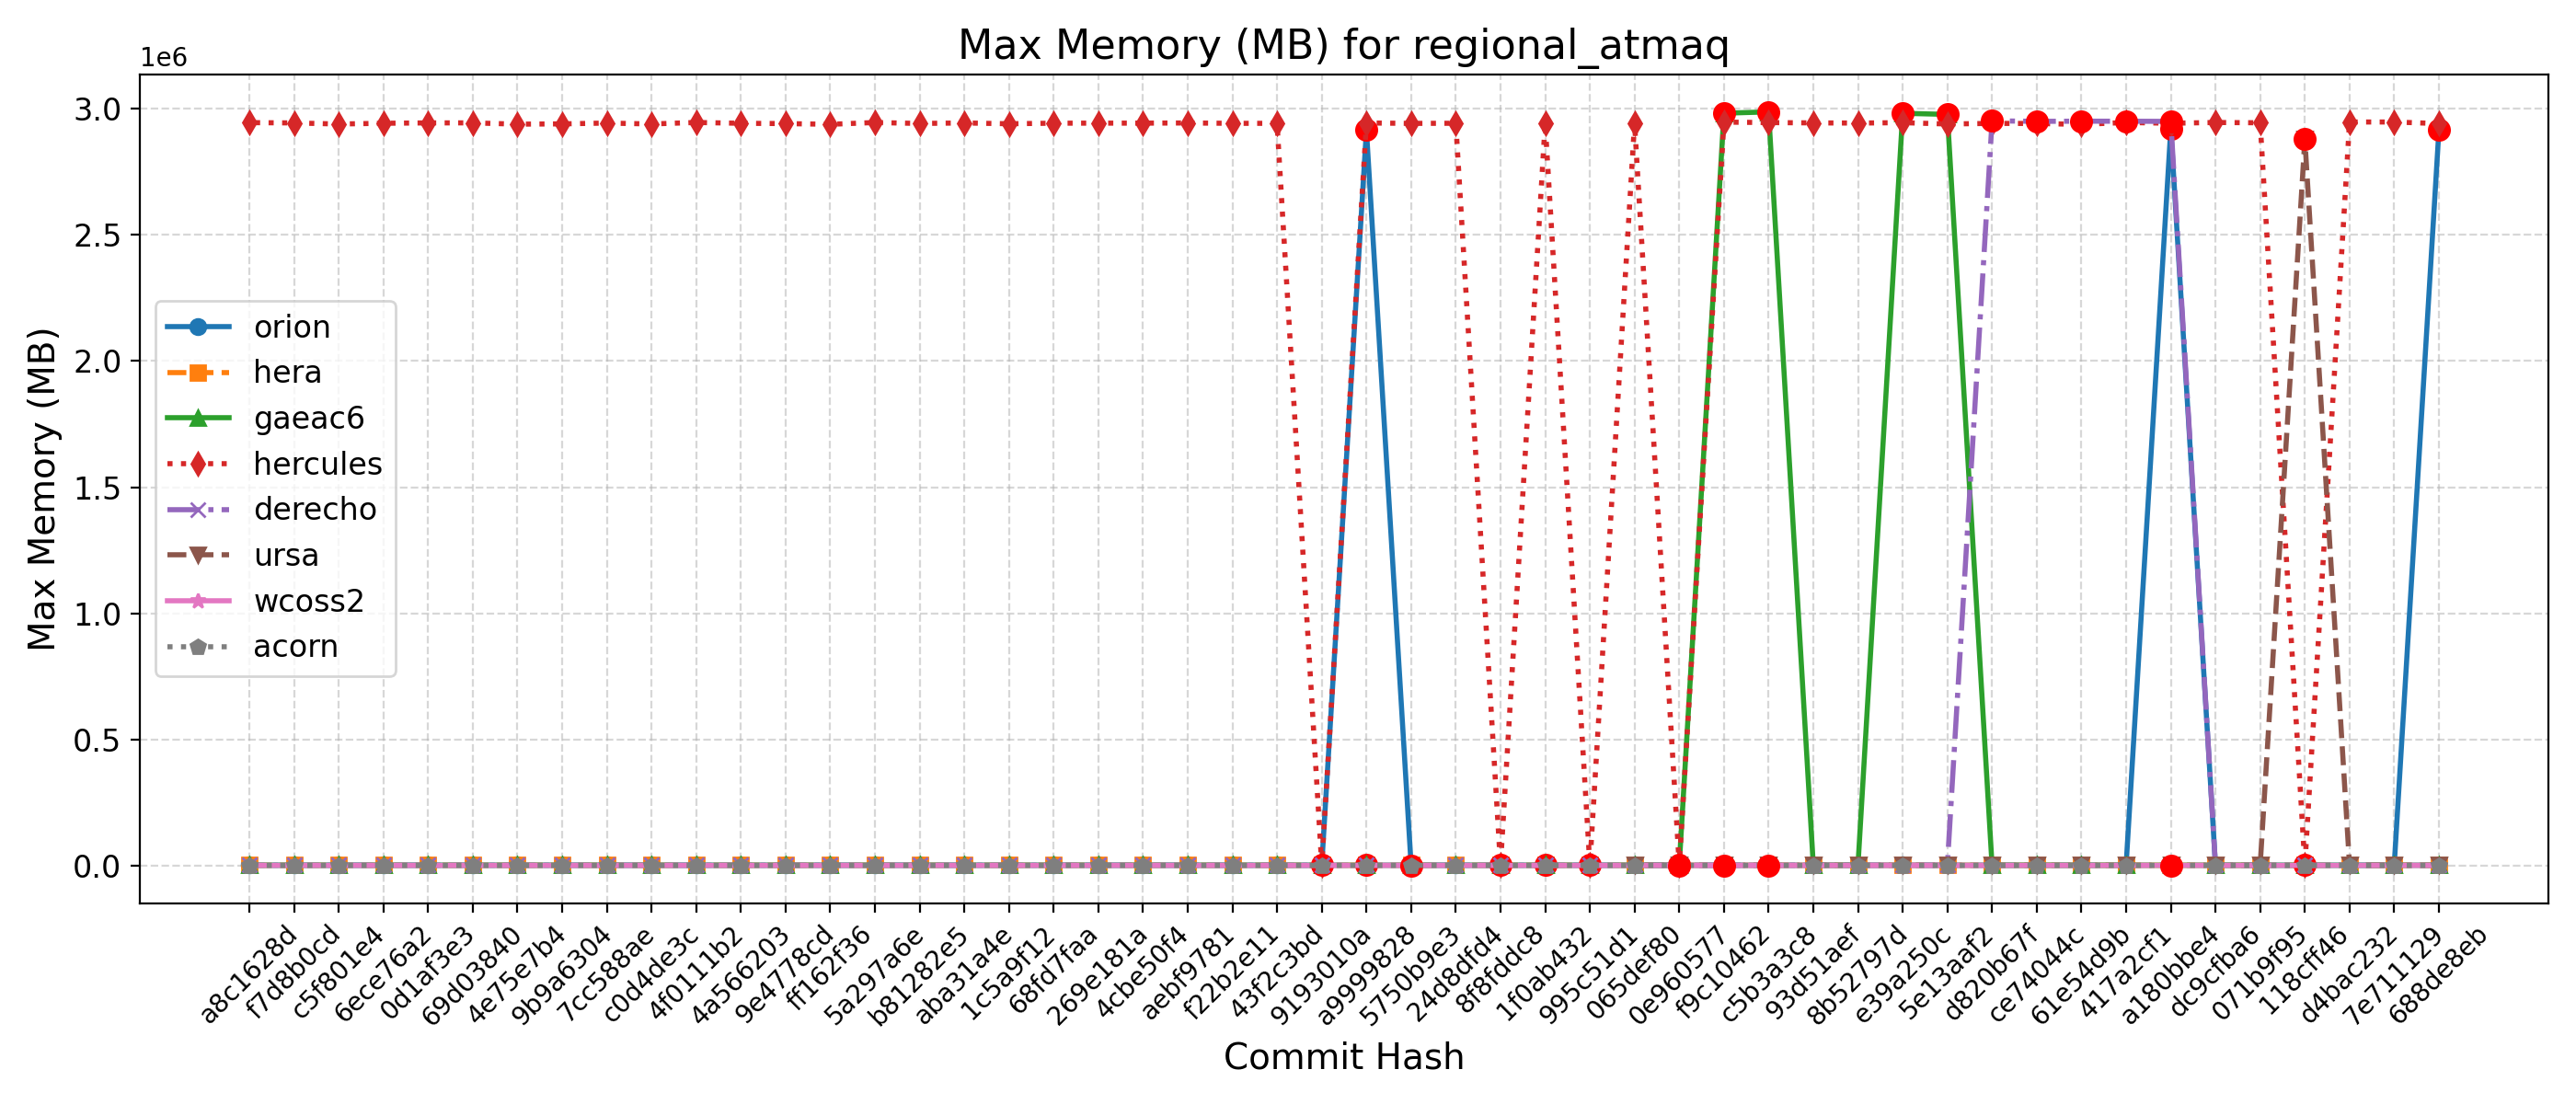 Max Memory (MB) for regional_atmaq
1e6
3.0
2.5
2.0
1.5
1.0
0.5
0.0
Max Memory (MB)
orion
hera
gaeac6
hercules
derecho
ursa
wcoss2
acorn
a8c1628d
f7d8b0cd
c5f801e4
6ece76a2
0d1af3e3
69d03840
4e75e7b4
9b9a6304
7cc588ae
c0d4de3c
4f0111b2
4a566203
9e4778cd
ff162f36
5a297a6e
b81282e5
aba31a4e
1c5a9f12
68fd7faa
269e181a
4cbe50f4
aebf9781
f22b2e11
43f2c3bd
9193010a
a9999828
5750b9e3
24d8dfd4
8f8fddc8
1f0ab432
995c51d1
065def80
0e960577
f9c10462
c5b3a3c8
93d51aef
8b52797d
e39a250c
5e13aaf2
d820b67f
ce74044c
61e54d9b
417a2cf1
a180bbe4
dc9cfba6
071b9f95
118cff46
d4bac232
7e711129
688de8eb
Commit Hash